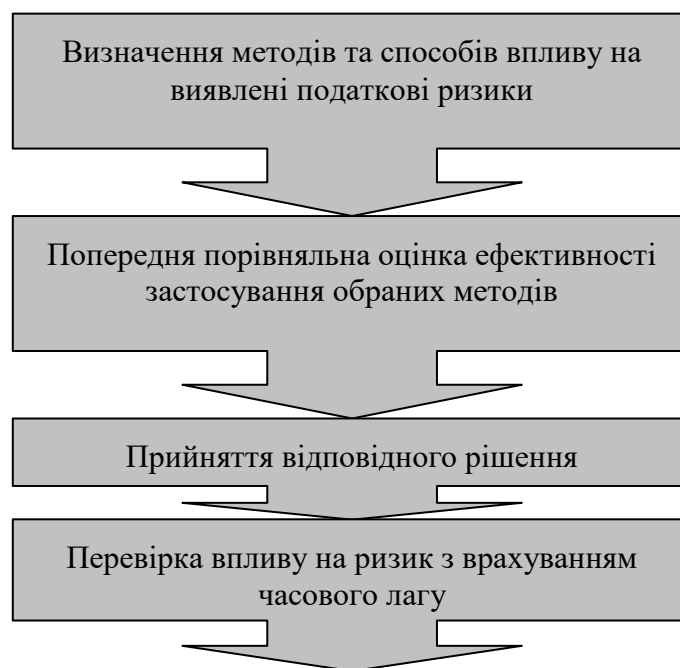 Визначення методів та способів впливу на
виявлені податкові ризики
Попередня порівняльна оцінка ефективності
застосування обраних методів
Прийняття відповідного рішення
Перевірка впливу на ризик з врахуванням
часового лагу